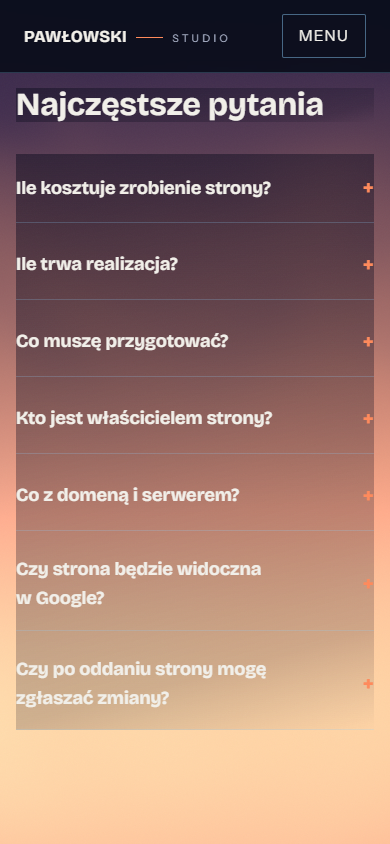 PAWŁOWSKI — STUDIO
MENU
Najczęstsze pytania
Ile kosztuje zrobienie strony? +
Ile trwa realizacja? +
Co muszę przygotować? +
Kto jest właścicielem strony? +
Co z domeną i serwerem? +
Czy strona będzie widoczna
w Google? +
Czy po oddaniu strony mogę
zgłaszać zmiany? +